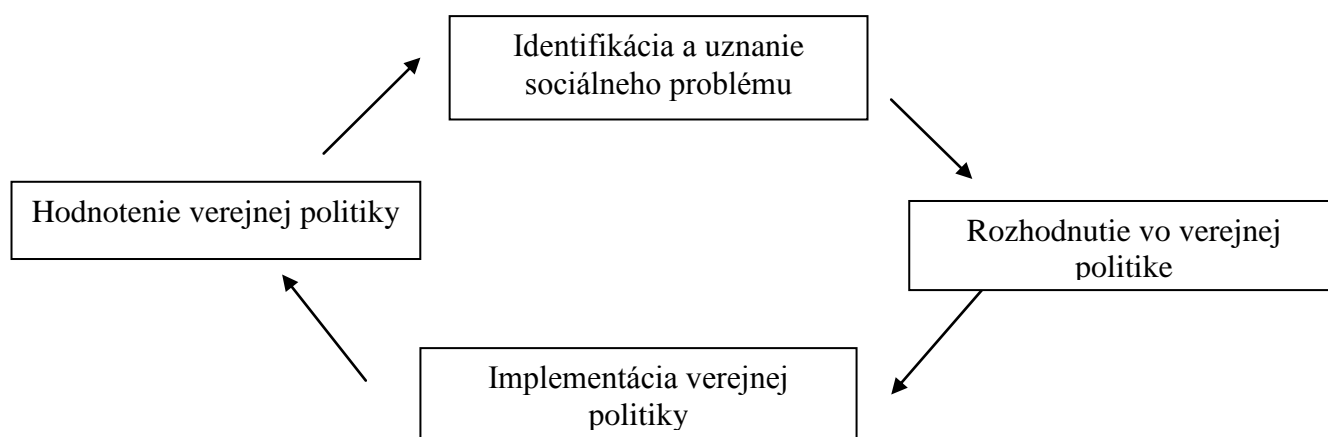 Identifikácia a uznanie
sociálneho problému
Hodnotenie verejnej politiky
Rozhodnutie vo verejnej
politike
Implementácia verejnej
politiky